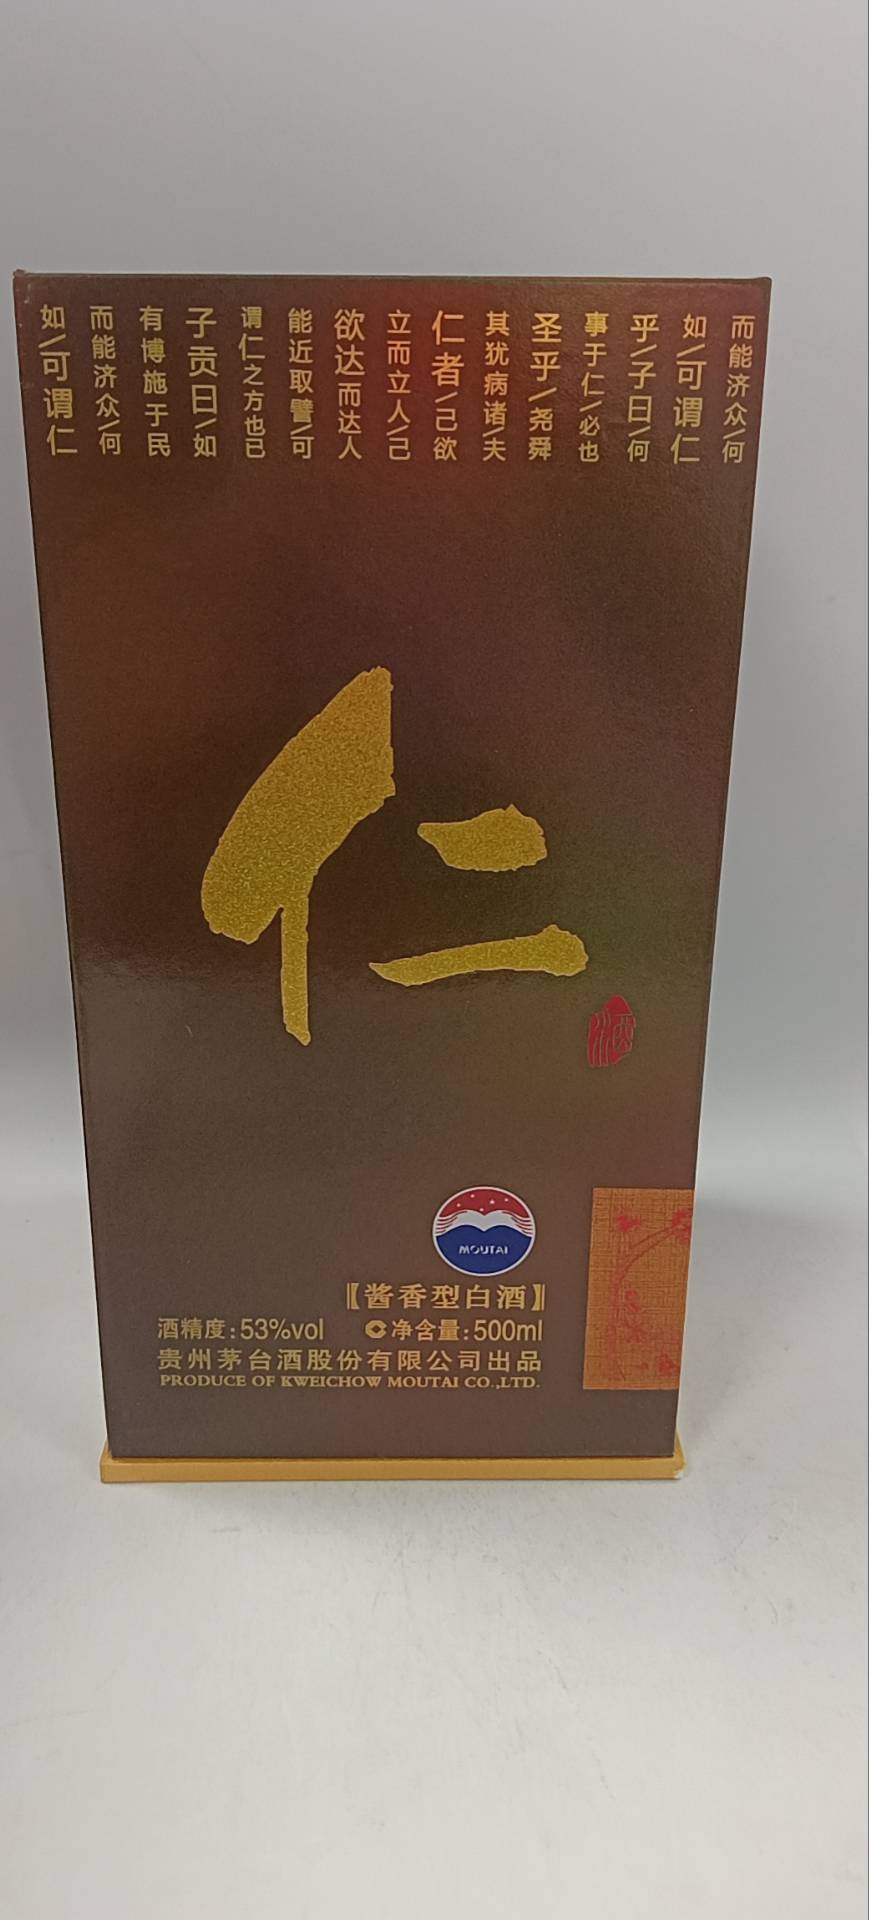 而能济众/何
如/可谓仁
乎/子曰/何
事于仁/必也
圣乎/尧舜
其犹病诸/夫
仁者/己欲
立而立人/己
欲达而达人
能近取譬/可
谓仁之方也已
子贡曰/如
有博施于民
而能济众/何
如/可谓仁
仁
酒
MOUTAI
【酱香型白酒】
酒精度:53%vol 净含量:500ml
贵州茅台酒股份有限公司出品
PRODUCE OF KWEICHOW MOUTAI CO.,LTD.